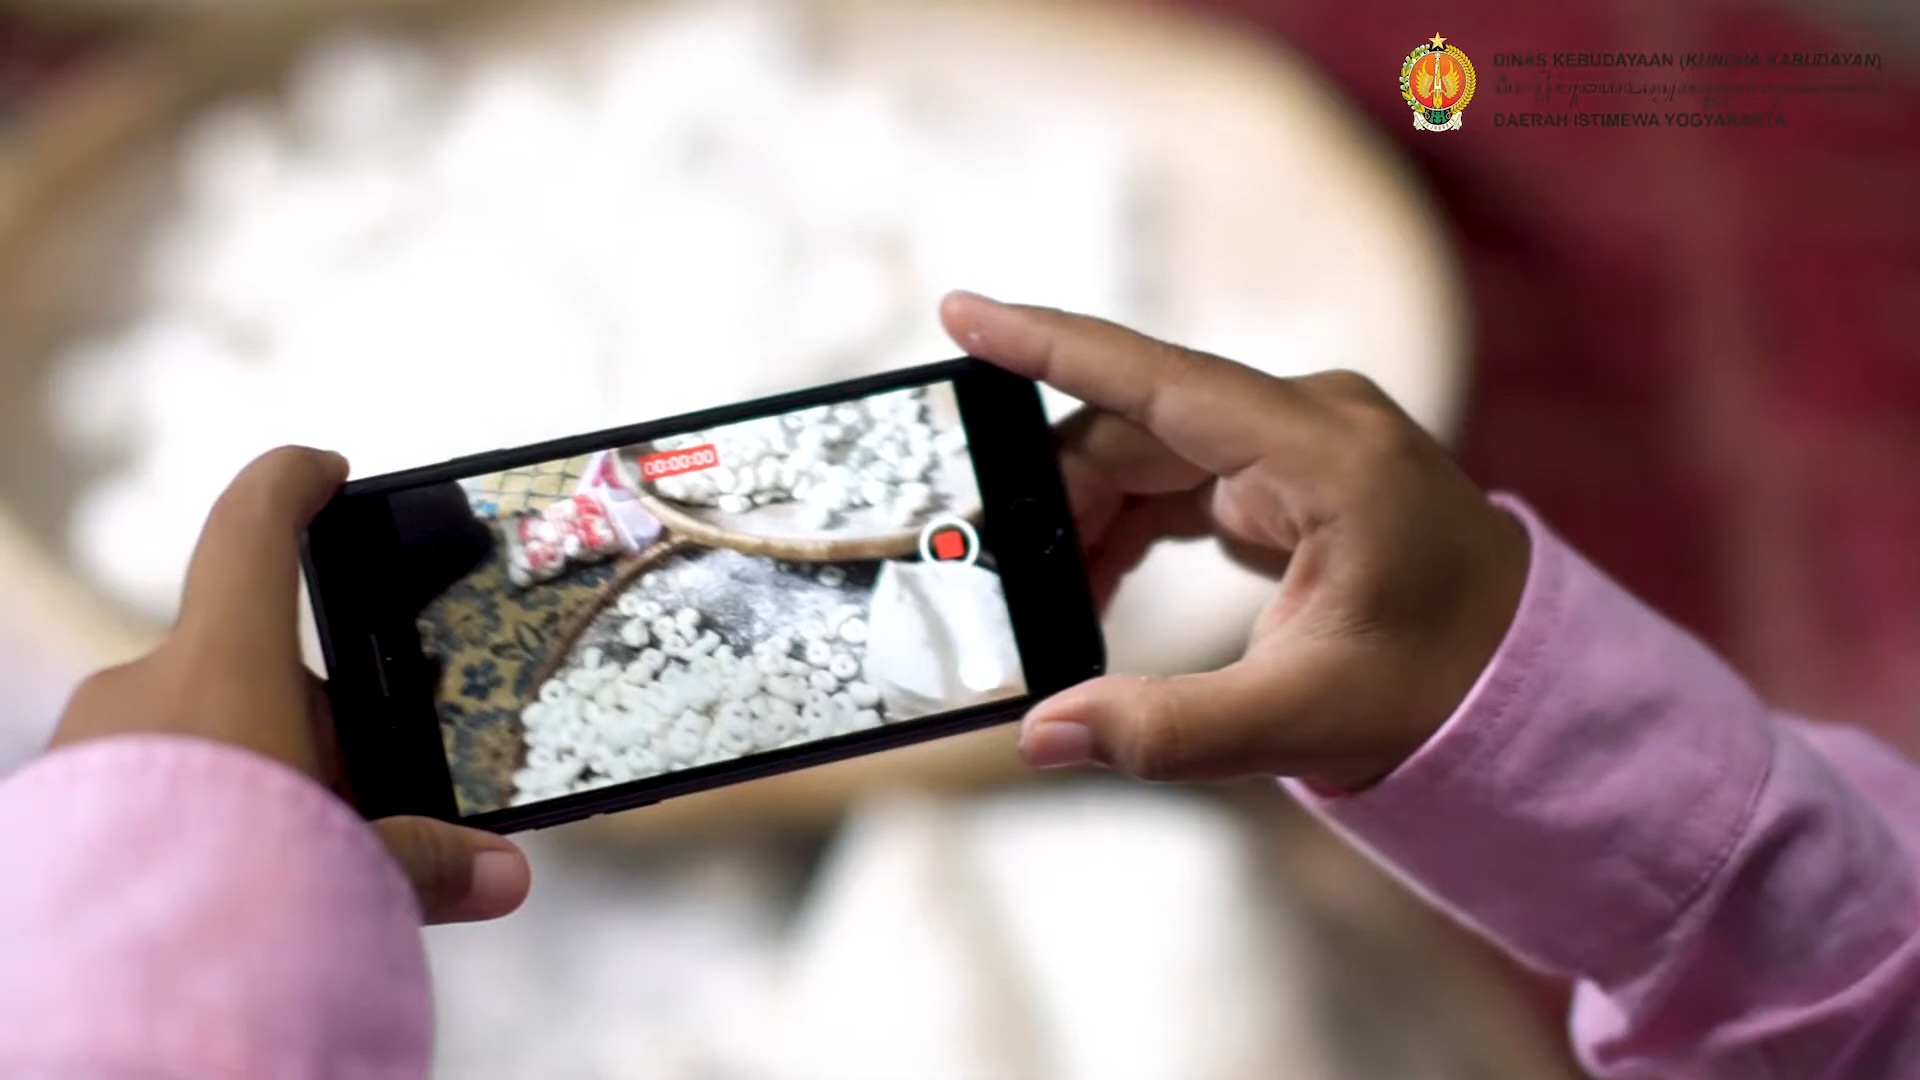 DINAS KEBUDAYAAN (KUNDHA KABUDAYAN)
DAERAH ISTIMEWA YOGYAKARTA
00:00:00